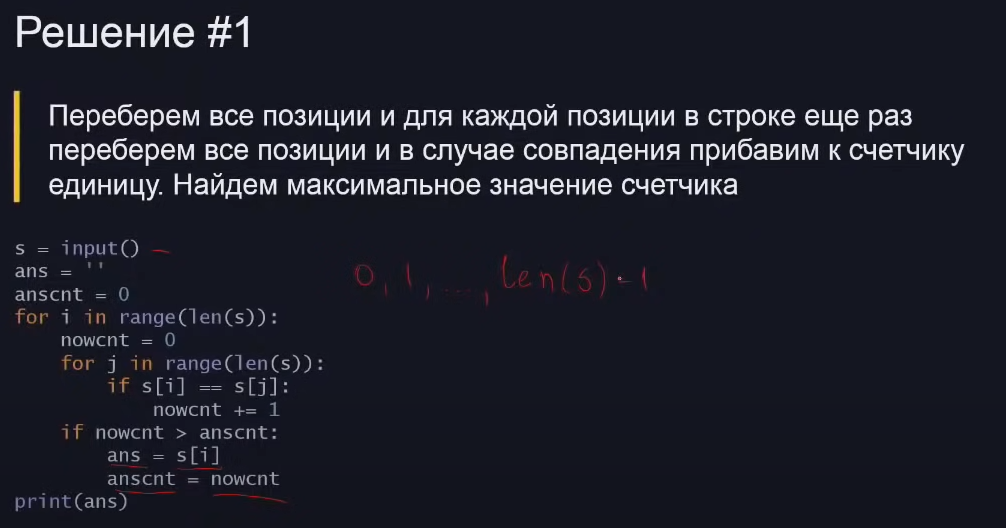 Решение #1
Переберем все позиции и для каждой позиции в строке еще раз
переберем все позиции и в случае совпадения прибавим к счетчику
единицу. Найдем максимальное значение счетчика
s = input()
ans = ''
anscnt = 0
for i in range(len(s)):
    nowcnt = 0
    for j in range(len(s)):
        if s[i] == s[j]:
            nowcnt += 1
    if nowcnt > anscnt:
        ans = s[i]
        anscnt = nowcnt
print(ans)
0, 1, ..., len(s)-1